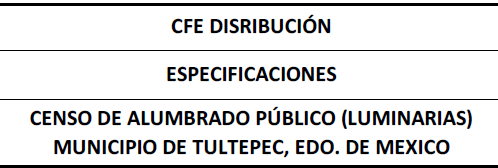 CFE DISRIBUCIÓN
ESPECIFICACIONES
CENSO DE ALUMBRADO PÚBLICO (LUMINARIAS)
MUNICIPIO DE TULTEPEC, EDO. DE MEXICO